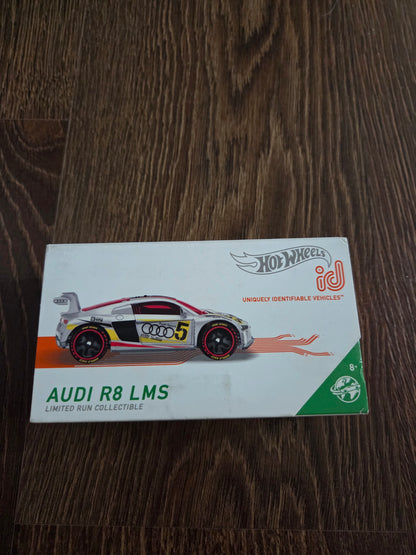 HOT WHEELS
id
UNIQUELY IDENTIFIABLE VEHICLES™
5
AUDI R8 LMS
LIMITED RUN COLLECTIBLE
8+